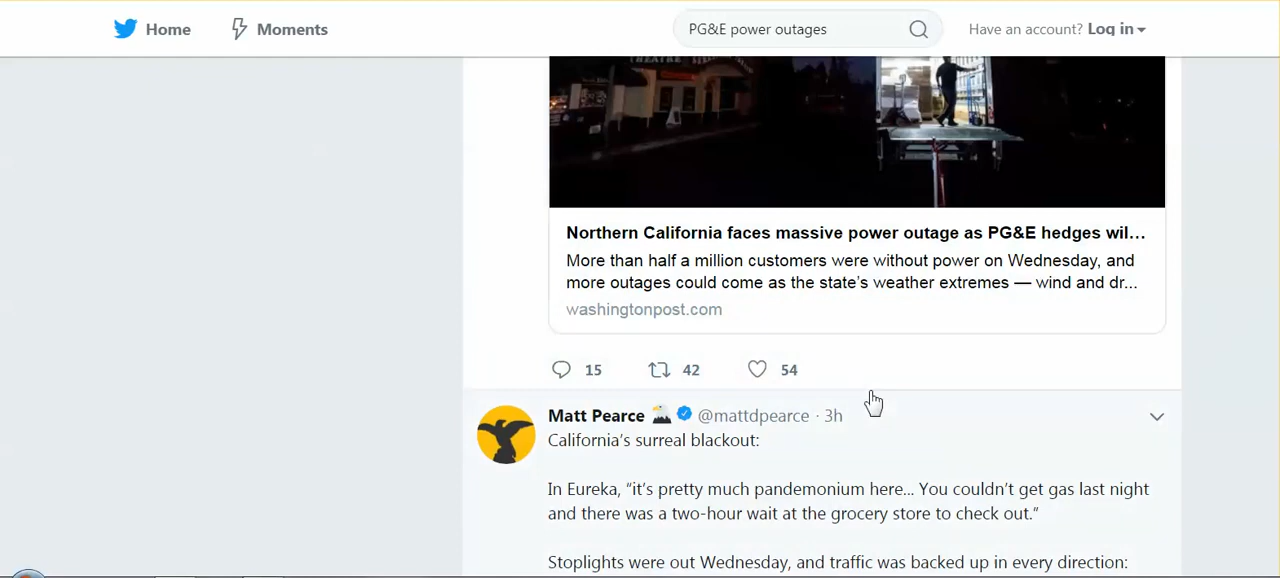 Home
Moments
PG&E power outages
Have an account? Log in
THEATRE
Northern California faces massive power outage as PG&E hedges wil...
More than half a million customers were without power on Wednesday, and
more outages could come as the state's weather extremes — wind and dr...
washingtonpost.com
15 42 54
Matt Pearce @mattdpearce · 3h
California's surreal blackout:
In Eureka, “it's pretty much pandemonium here... You couldn't get gas last night
and there was a two-hour wait at the grocery store to check out.”
Stoplights were out Wednesday, and traffic was backed up in every direction: